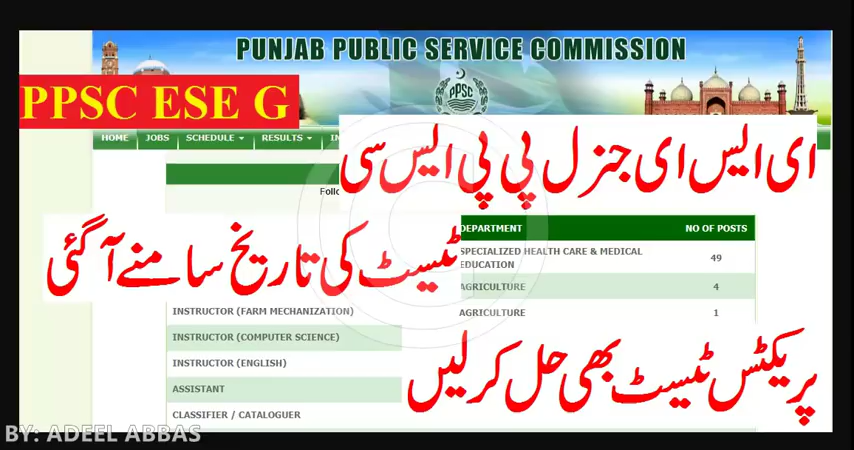 PUNJAB PUBLIC SERVICE COMMISSION
PPSC
PPSC ESE G
HOME JOBS SCHEDULE RESULTS
ای ایس ای جنرل پی پی ایس سی
DEPARTMENT NO OF POSTS
ٹیسٹ کی تاریخ سامنے آ گئی
SPECIALIZED HEALTH CARE & MEDICAL EDUCATION 49
AGRICULTURE 4
INSTRUCTOR (FARM MECHANIZATION) AGRICULTURE 1
INSTRUCTOR (COMPUTER SCIENCE)
INSTRUCTOR (ENGLISH)
پریکٹس ٹیسٹ بھی حل کرلیں
ASSISTANT
CLASSIFIER / CATALOGUER
BY: ADEEL ABBAS